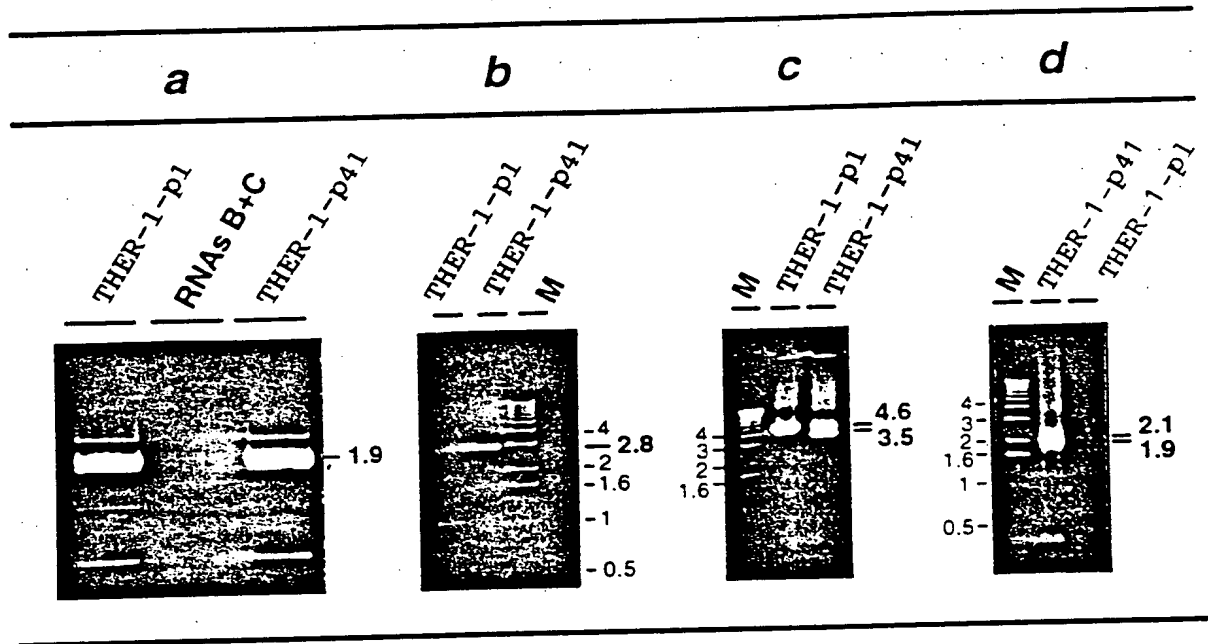 a b c d
THER-1-p1
RNAs B+C
THER-1-p41
THER-1-p1
THER-1-p41
M
M
THER-1-p1
THER-1-p41
M
THER-1-p41
THER-1-p1
1.9
4
2.8
2
1.6
1
0.5
4
3
2
1.6
4.6
3.5
4
3
2
1.6
1
0.5
2.1
1.9